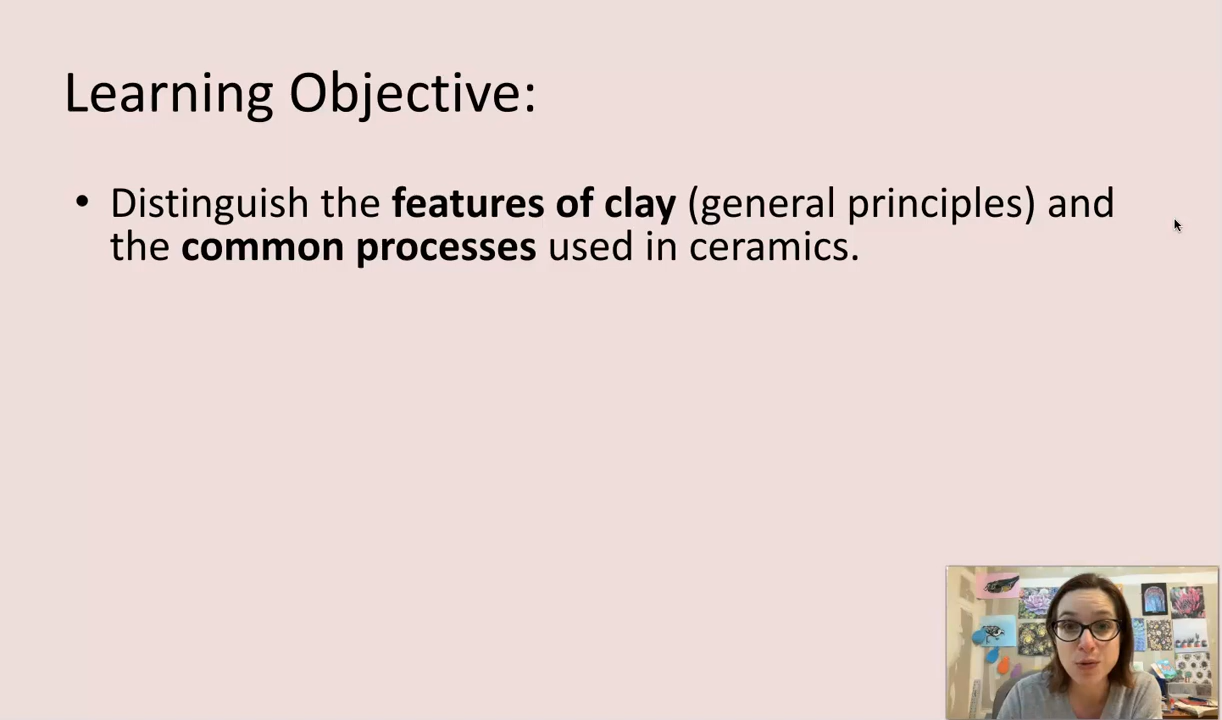 Learning Objective:
• Distinguish the features of clay (general principles) and
the common processes used in ceramics.